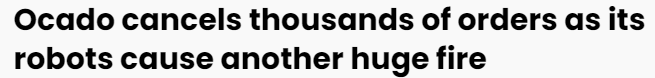 Ocado cancels thousands of orders as its
robots cause another huge fire